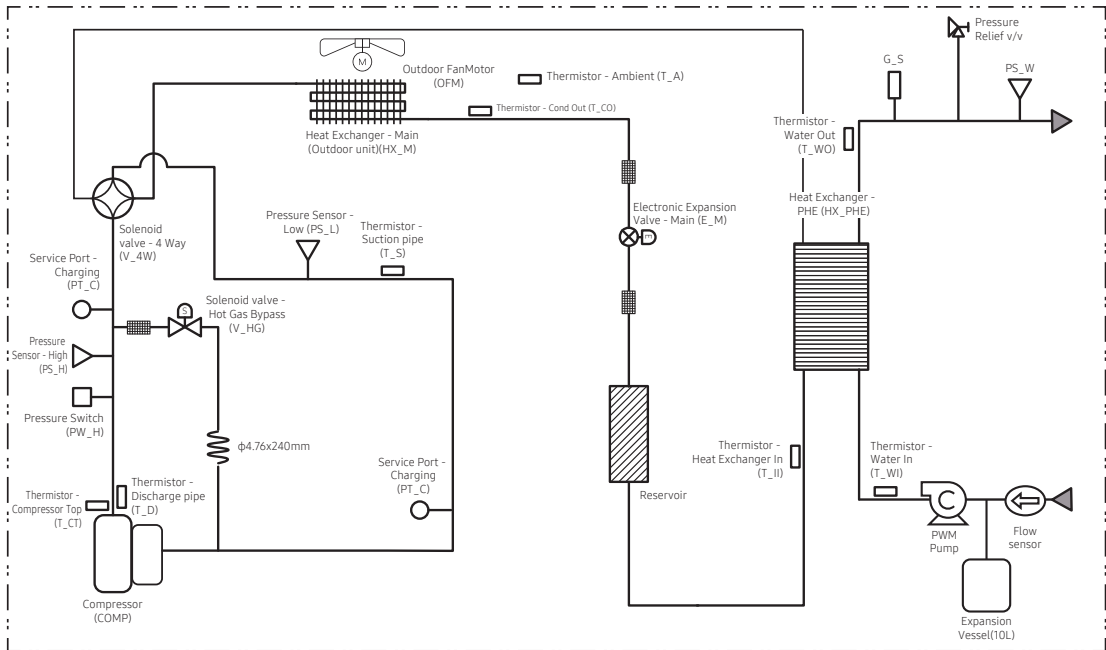 Pressure
Relief v/v
G_S
PS_W
M
Outdoor FanMotor
(OFM)
Thermistor - Ambient (T_A)
Thermistor - Cond Out (T_CO)
Heat Exchanger - Main
(Outdoor unit)(HX_M)
Thermistor -
Water Out
(T_WO)
Heat Exchanger -
PHE (HX_PHE)
Solenoid
valve - 4 Way
(V_4W)
Pressure Sensor -
Low (PS_L)
Thermistor -
Suction pipe
(T_S)
Electronic Expansion
Valve - Main (E_M)
E
Service Port -
Charging
(PT_C)
S
Solenoid valve -
Hot Gas Bypass
(V_HG)
Pressure
Sensor - High
(PS_H)
Pressure Switch
(PW_H)
ф4.76x240mm
Service Port -
Charging
(PT_C)
Thermistor -
Compressor Top
(T_CT)
Thermistor -
Discharge pipe
(T_D)
Compressor
(COMP)
Reservoir
Thermistor -
Heat Exchanger In
(T_II)
Thermistor -
Water In
(T_WI)
C
PWM
Pump
Flow
sensor
Expansion
Vessel(10L)